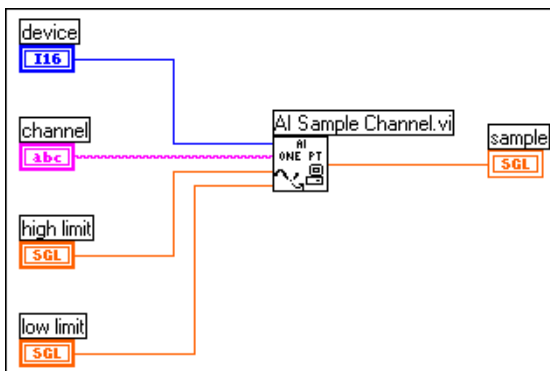 device
I16
channel
abc
AI Sample Channel.vi
AI
ONE PT
sample
SGL
high limit
SGL
low limit
SGL